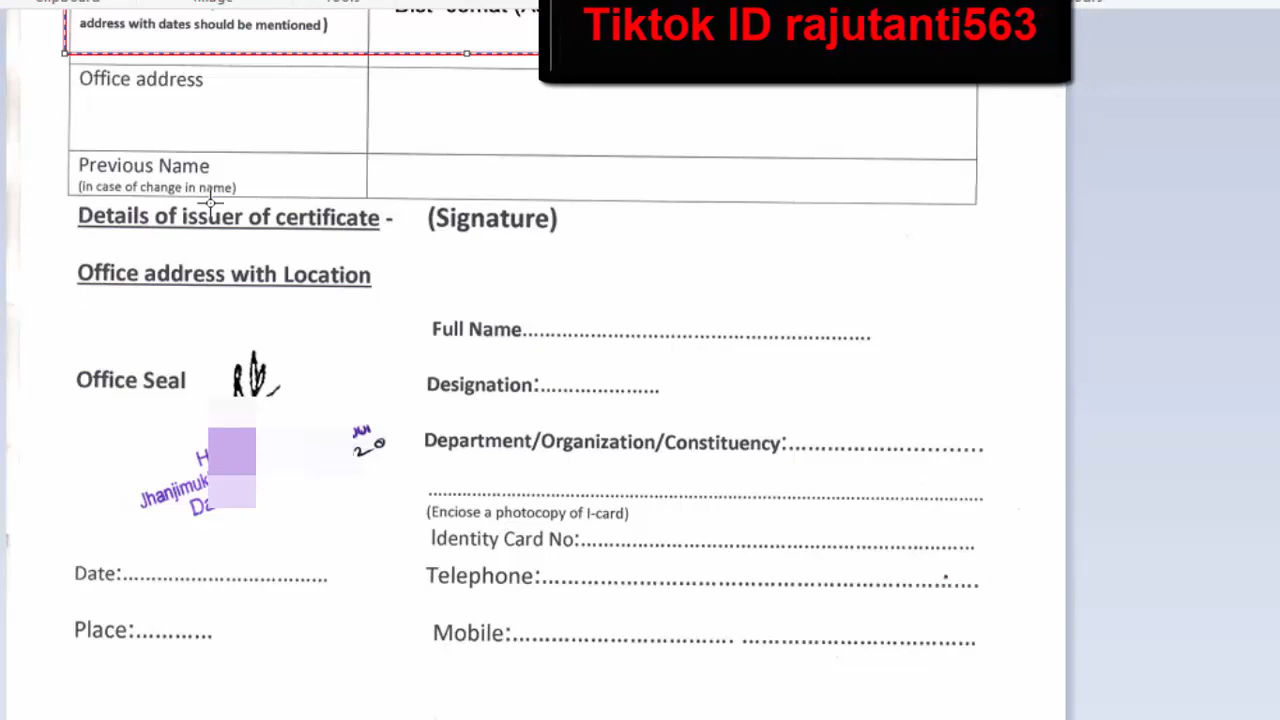 Tiktok ID rajutanti563
address with dates should be mentioned)
Office address
Previous Name
(in case of change in name)
Details of issuer of certificate - (Signature)
Office address with Location
Full Name..................................................................
Office Seal
Designation:.....................
Department/Organization/Constituency:....................................
20
Jhanjimuk
(Enciose a photocopy of I-card)
Identity Card No:........................................................................
Date:....................................
Telephone:..............................................................................
Place:............
Mobile:........................................ .........................................